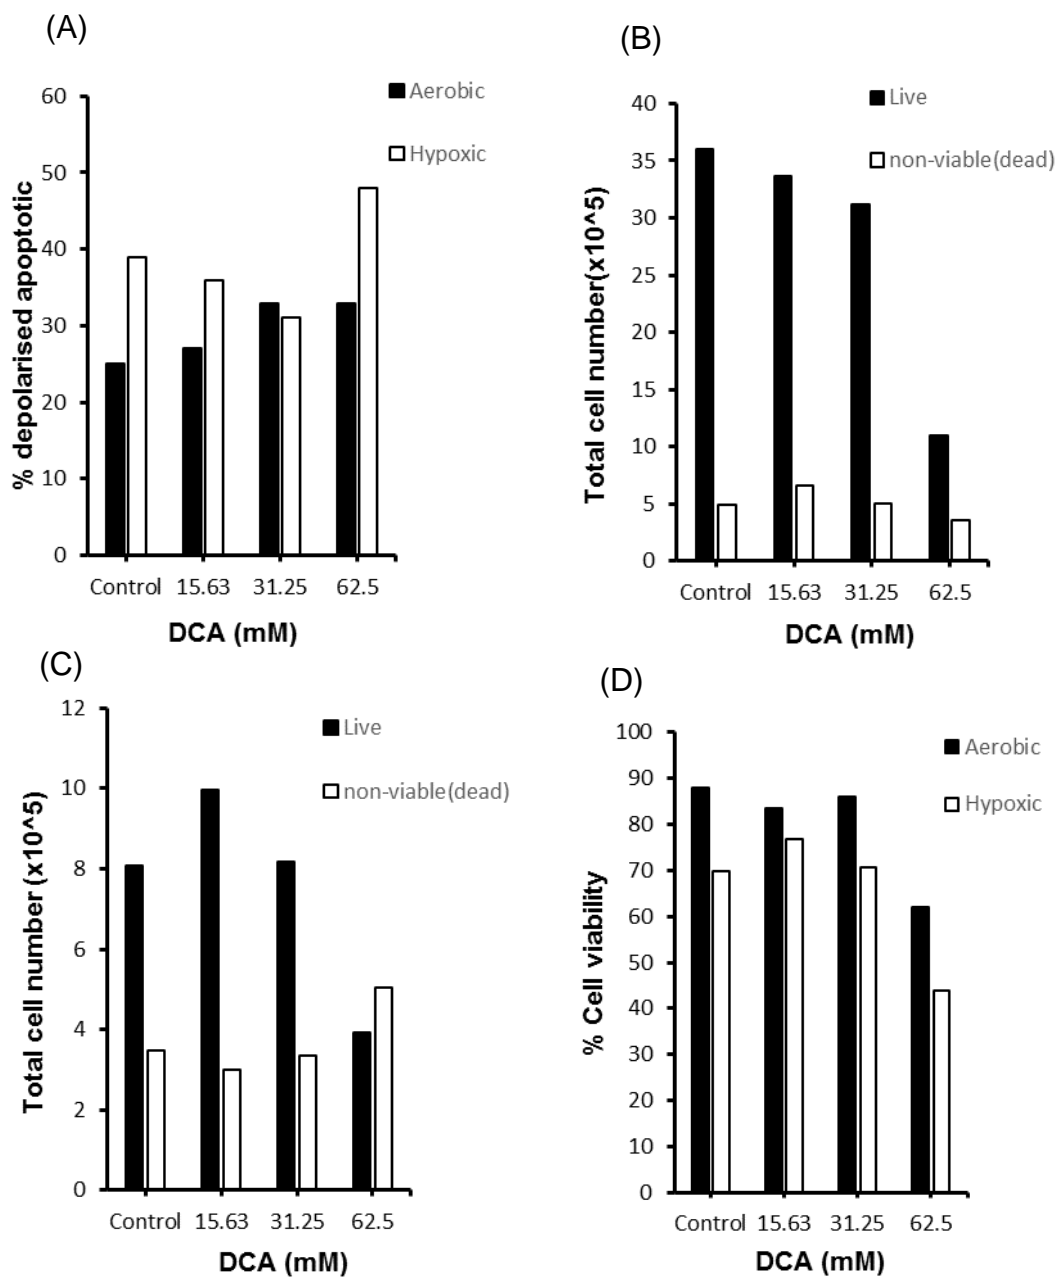 (A)
% depolarised apoptotic
60
50
40
30
20
10
0
Aerobic
Hypoxic
Control 15.63 31.25 62.5
DCA (mM)
(B)
Total cell number(x10^5)
40
35
30
25
20
15
10
5
0
Live
non-viable(dead)
Control 15.63 31.25 62.5
DCA (mM)
(C)
Total cell number (x10^5)
12
10
8
6
4
2
0
Live
non-viable(dead)
Control 15.63 31.25 62.5
DCA (mM)
(D)
% Cell viability
100
90
80
70
60
50
40
30
20
10
0
Aerobic
Hypoxic
Control 15.63 31.25 62.5
DCA (mM)